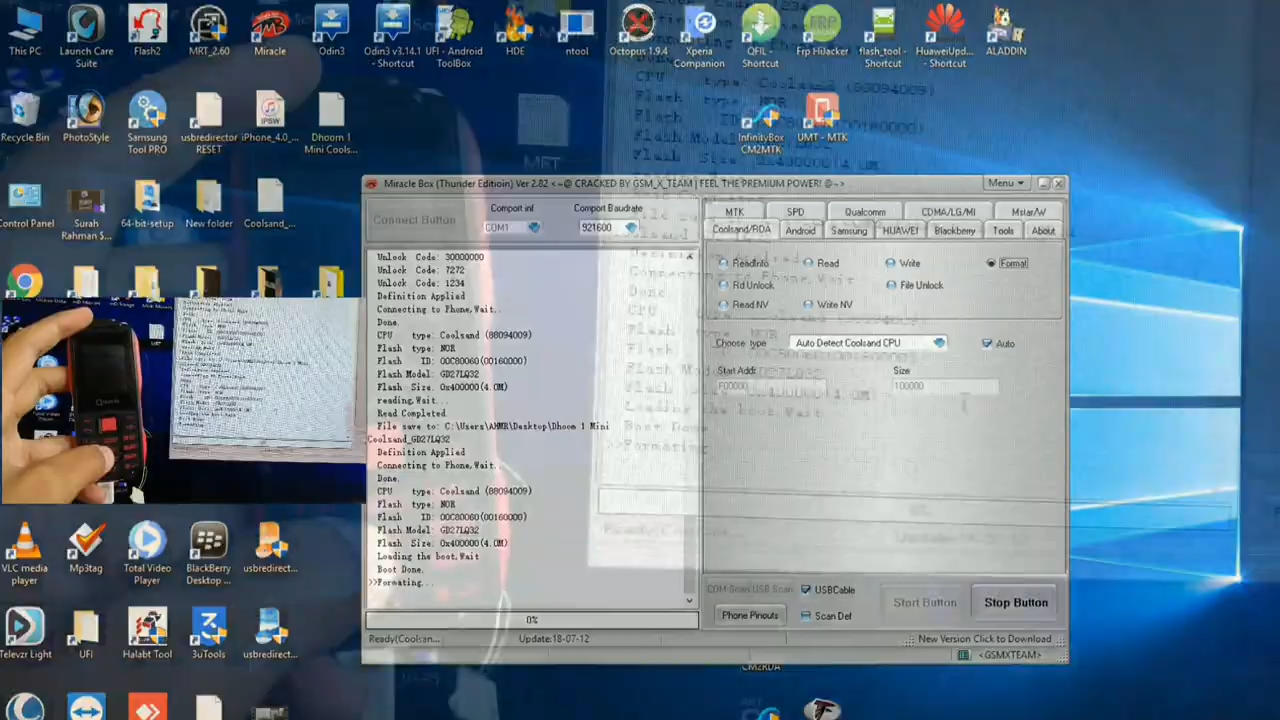 This PC
Launch Care Suite
Flash2
MRT_2.60
Miracle
Odin3
Odin3 v3.14.1 - Shortcut
UFI - Android ToolBox
HDE
ntool
Octopus 1.9.4
Xperia Companion
QFIL - Shortcut
Frp HiJacker
flash_tool - Shortcut
HuaweiUpd... - Shortcut
ALADDIN
Recycle Bin
PhotoStyle
Samsung Tool PRO
usbredirector RESET
iPhone_4.0_...
Dhoom 1 Mini Cools...
InfinityBox CM2MTK
UMT - MTK
Control Panel
Surah Rahman S...
64-bit-setup
New folder
Coolsand_...
Miracle Box (Thunder Edition) Ver 2.82 <~@ CRACKED BY GSM_X_TEAM | FEEL THE PREMIUM POWER! @~>
Menu
Connect Button
Comport inf
Comport Baudrate
COM1
921600
MTK
SPD
Qualcomm
CDMA/LG/MI
Mstar/W
Coolsand/RDA
Android
Samsung
HUAWEI
Blackberry
Tools
About
Unlock Code: 30000000
Unlock Code: 7272
Unlock Code: 1234
Definition Applied
Connecting to Phone,Wait..
Done.
CPU type: Coolsand (88094009)
Flash type: NOR
Flash ID: 00C80060(00160000)
Flash Model: GD27LQ32
Flash Size: 0x400000(4.0M)
reading,Wait...
Read Completed.
File save to: C:\Users\AHMR\Desktop\Dhoom 1 Mini
Coolsand_GD27LQ32
Definition Applied
Connecting to Phone,Wait..
Done.
CPU type: Coolsand (88094009)
Flash type: NOR
Flash ID: 00C80060(00160000)
Flash Model: GD27LQ32
Flash Size: 0x400000(4.0M)
Loading the boot,Wait
Boot Done.
>>Formating...
ReadInfo
Read
Write
Format
Rd Unlock
File Unlock
Read NV
Write NV
Choose type
Auto Detect Coolsand CPU
Auto
Start Addr:
Size
F00000
100000
0%
COM Scan USB Scan
USBCable
Phone Pinouts
Scan Def
Start Button
Stop Button
Ready(Coolsan...
Update:18-07-12
New Version Click to Download
<GSMXTEAM>
VLC media player
Mp3tag
Total Video Player
BlackBerry Desktop ...
usbredirect...
Televzr Light
UFI
Halabt Tool
3uTools
usbredirect...
CM2RDA